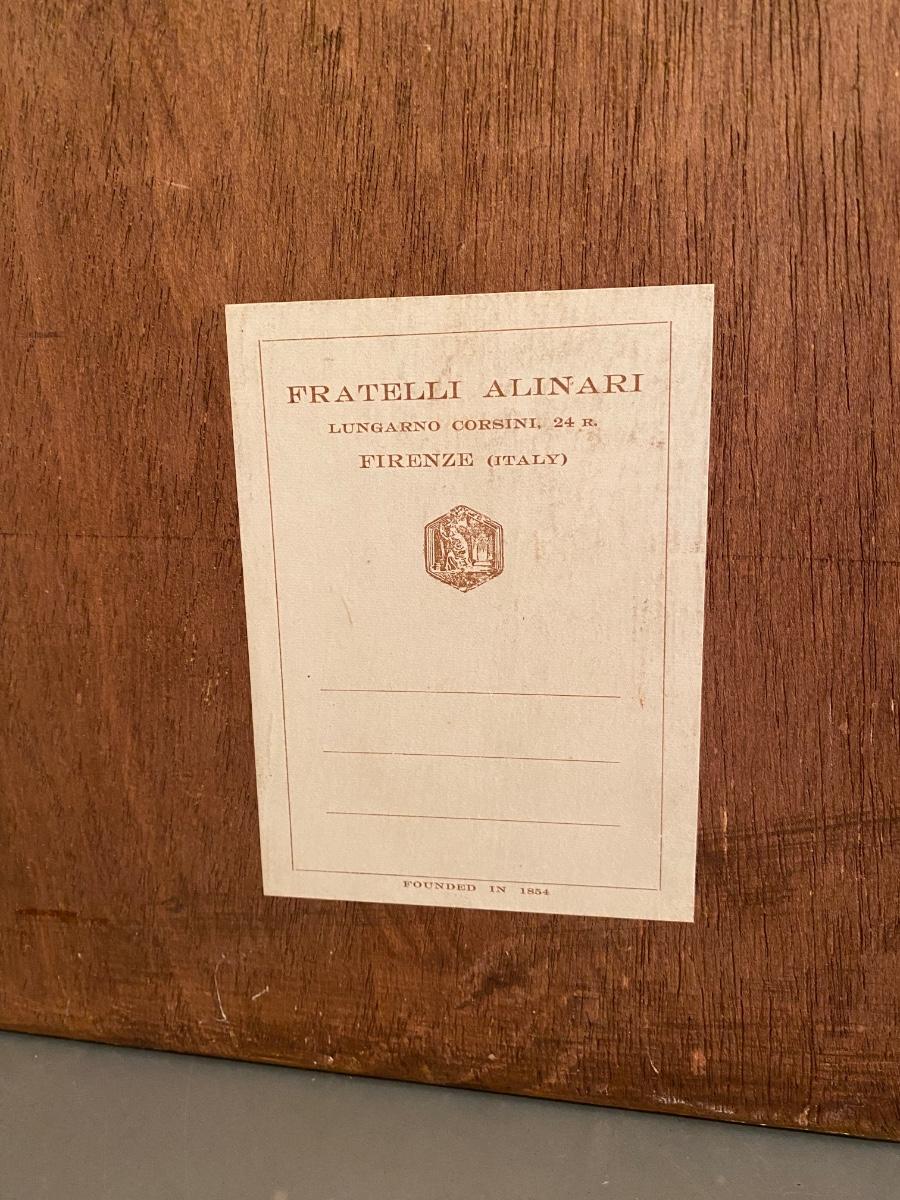 FRATELLI ALINARI
LUNGARNO CORSINI, 24 R.
FIRENZE (ITALY)
FOUNDED IN 1854